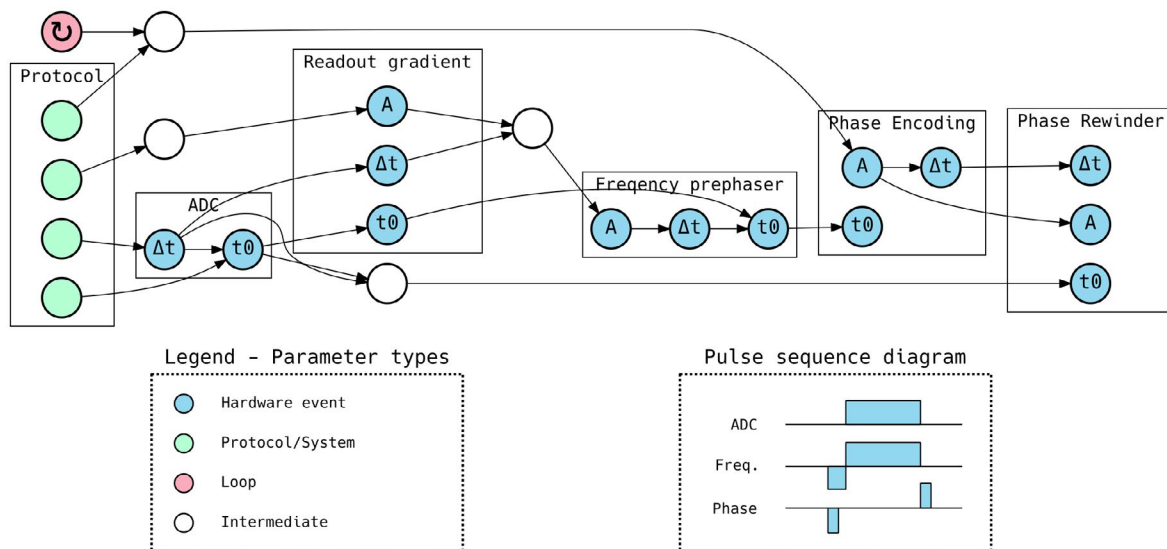 ↻
Protocol
Readout gradient
A
Δt
t0
ADC
Δt
t0
Freqency prephaser
A
Δt
t0
Phase Encoding
A
Δt
t0
Phase Rewinder
Δt
A
t0
Legend - Parameter types
Hardware event
Protocol/System
Loop
Intermediate
Pulse sequence diagram
ADC
Freq.
Phase